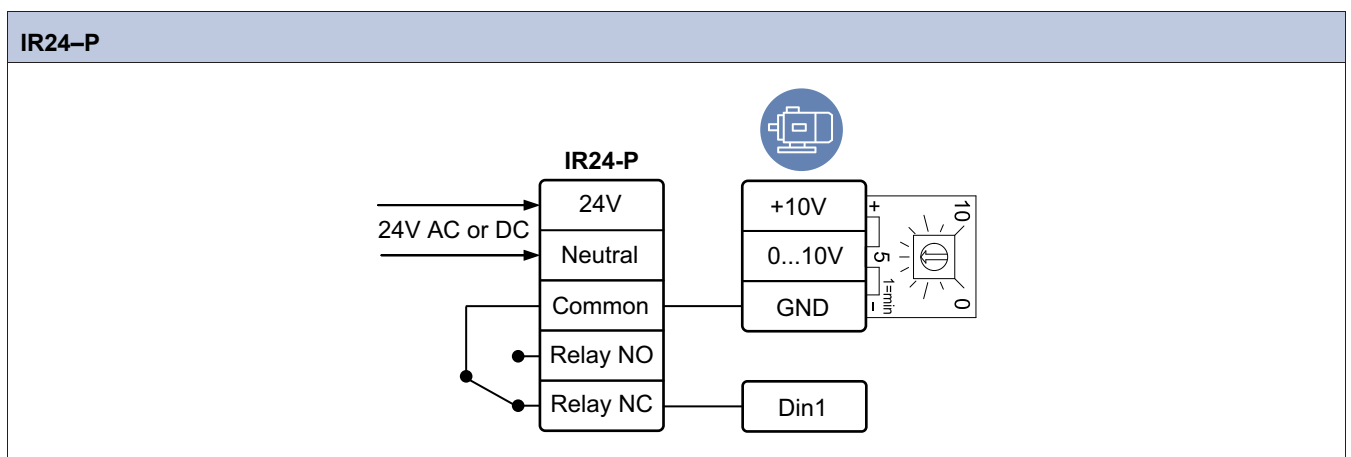 IR24–P
IR24-P
24V AC or DC
24V
Neutral
Common
Relay NO
Relay NC
+10V
0...10V
GND
Din1
+
-
10
5
1=min
0